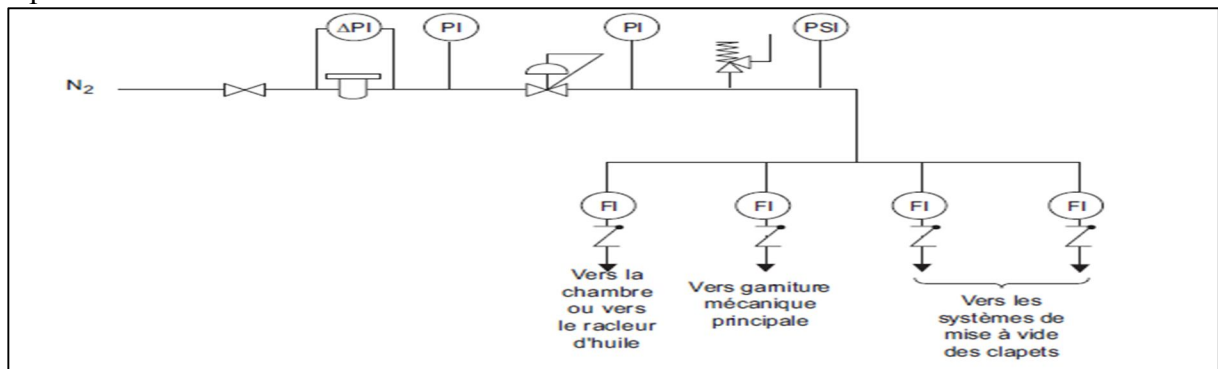 ΔPI PI PI PSI
N₂
FI FI FI FI
Vers la
chambre
ou vers
le racleur
d'huile
Vers garniture
mécanique
principale
Vers les
systèmes de
mise à vide
des clapets